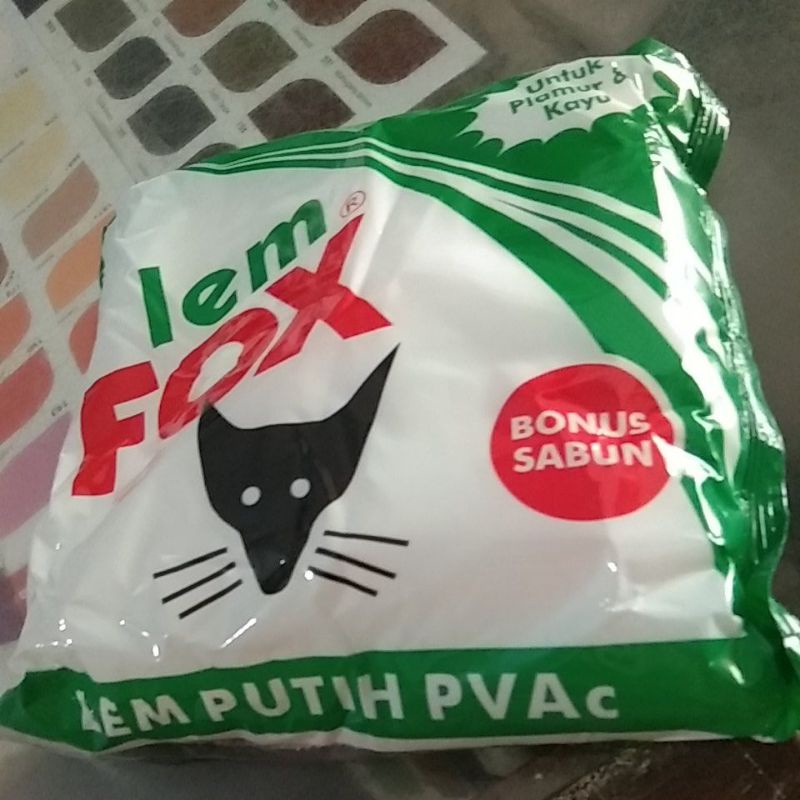 Untuk
Plamur &
Kayu
lem ®
FOX
BONUS
SABUN
LEM PUTIH PVAc